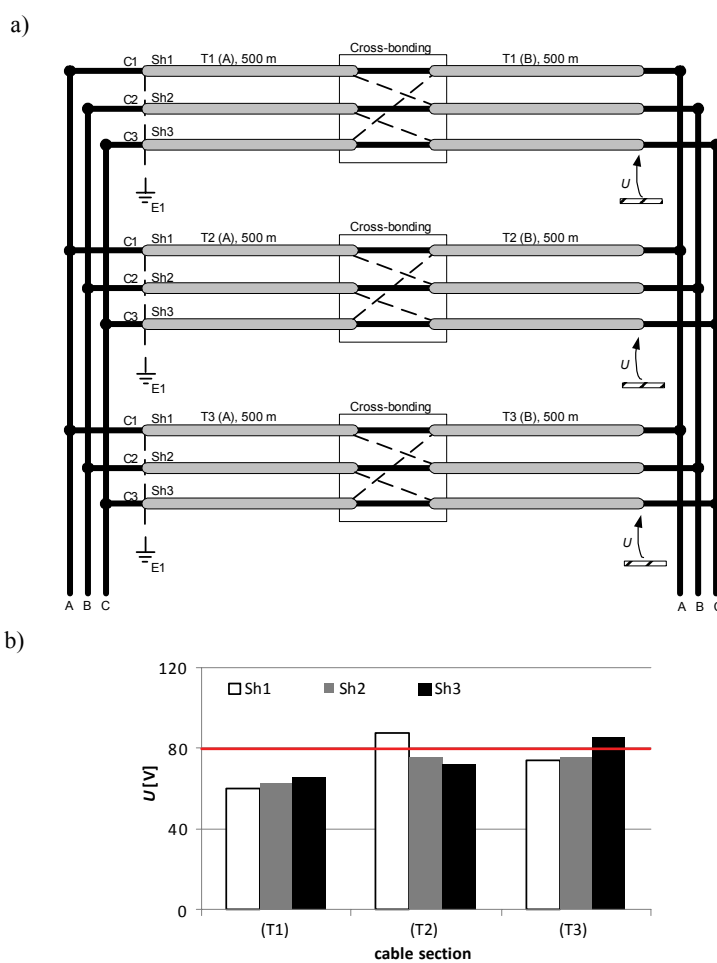 a)
Cross-bonding
C1 Sh1 T1 (A), 500 m T1 (B), 500 m
C2 Sh2
C3 Sh3
U
E1
Cross-bonding
C1 Sh1 T2 (A), 500 m T2 (B), 500 m
C2 Sh2
C3 Sh3
U
E1
Cross-bonding
C1 Sh1 T3 (A), 500 m T3 (B), 500 m
C2 Sh2
C3 Sh3
U
E1
A B C A B C
b)
120
Sh1 Sh2 Sh3
80
U [V]
40
0
(T1) (T2) (T3)
cable section